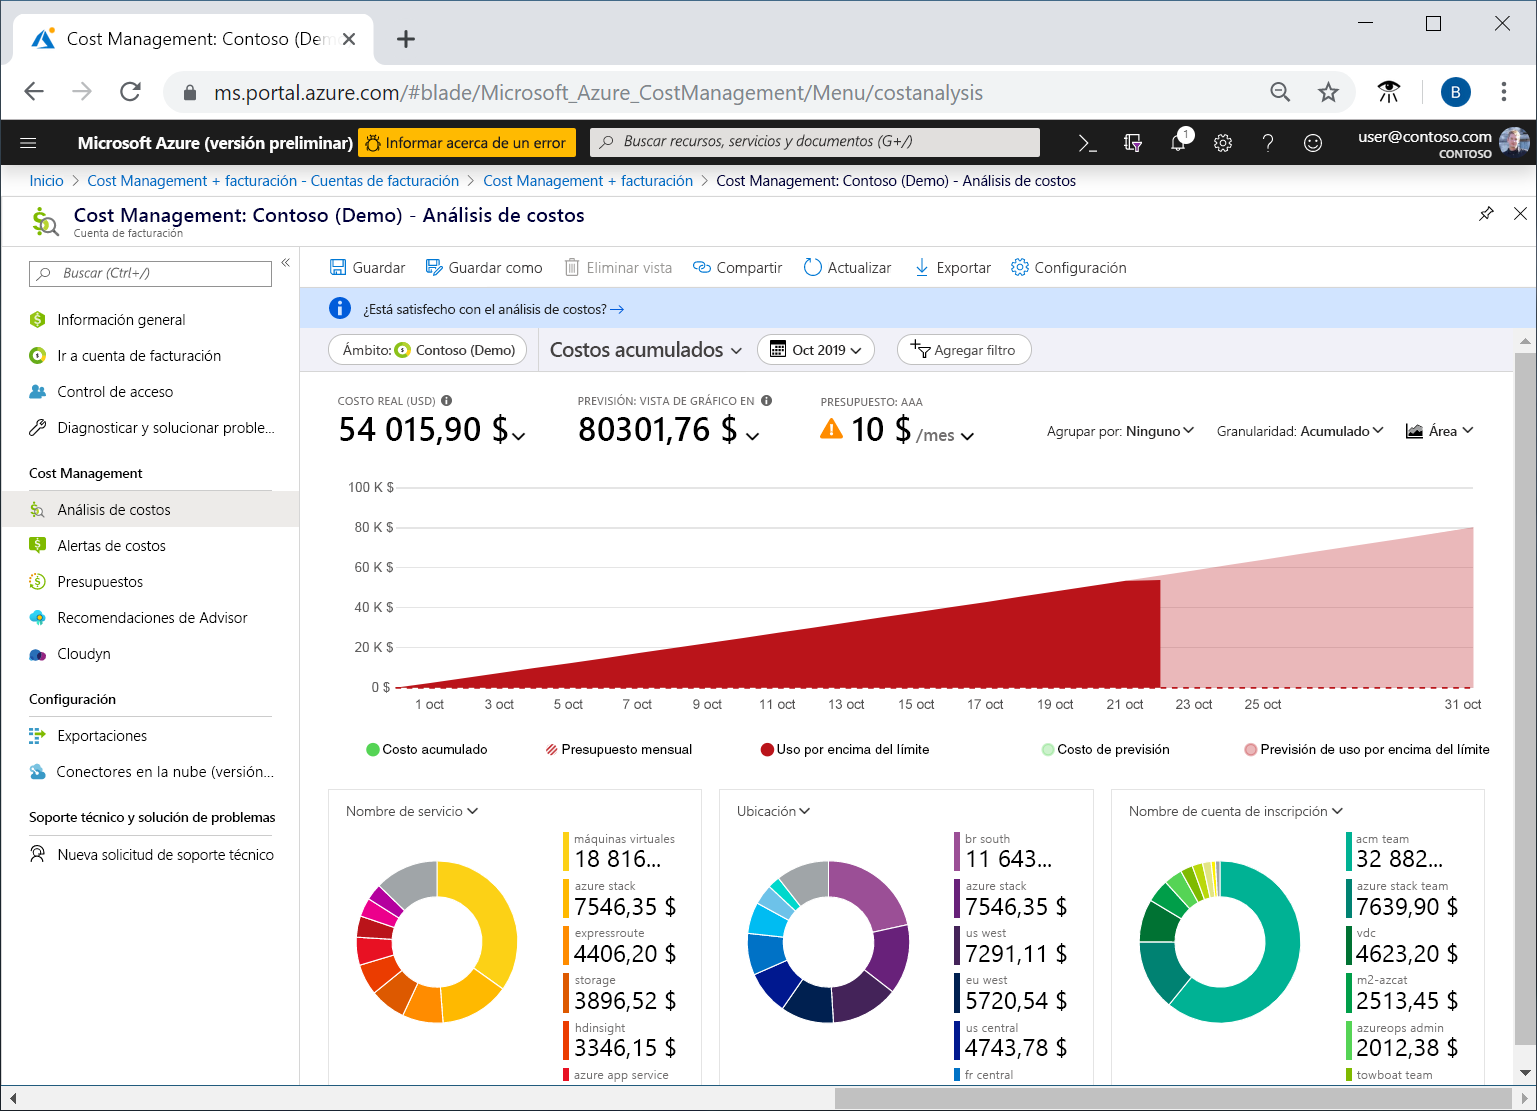 Cost Management: Contoso (Dem
ms.portal.azure.com/#blade/Microsoft_Azure_CostManagement/Menu/costanalysis
B
Microsoft Azure (versión preliminar)
Informar acerca de un error
Buscar recursos, servicios y documentos (G+/)
1
user@contoso.com
CONTOSO
Inicio > Cost Management + facturación - Cuentas de facturación > Cost Management + facturación > Cost Management: Contoso (Demo) - Análisis de costos
Cost Management: Contoso (Demo) - Análisis de costos
Cuenta de facturación
Buscar (Ctrl+/)
Información general
Ir a cuenta de facturación
Control de acceso
Diagnosticar y solucionar proble...
Cost Management
Análisis de costos
Alertas de costos
Presupuestos
Recomendaciones de Advisor
Cloudyn
Configuración
Exportaciones
Conectores en la nube (versión...
Soporte técnico y solución de problemas
Nueva solicitud de soporte técnico
Guardar
Guardar como
Eliminar vista
Compartir
Actualizar
Exportar
Configuración
¿Está satisfecho con el análisis de costos? →
Ámbito: Contoso (Demo)
Costos acumulados
Oct 2019
Agregar filtro
COSTO REAL (USD)
54 015,90 $
PREVISIÓN: VISTA DE GRÁFICO EN
80301,76 $
PRESUPUESTO: AAA
10 $ /mes
Agrupar por: Ninguno
Granularidad: Acumulado
Área
100 K $
80 K $
60 K $
40 K $
20 K $
0 $
1 oct
3 oct
5 oct
7 oct
9 oct
11 oct
13 oct
15 oct
17 oct
19 oct
21 oct
23 oct
25 oct
31 oct
Costo acumulado
Presupuesto mensual
Uso por encima del límite
Costo de previsión
Previsión de uso por encima del límite
Nombre de servicio
máquinas virtuales
18 816...
azure stack
7546,35 $
expressroute
4406,20 $
storage
3896,52 $
hdinsight
3346,15 $
azure app service
Ubicación
br south
11 643...
azure stack
7546,35 $
us west
7291,11 $
eu west
5720,54 $
us central
4743,78 $
fr central
Nombre de cuenta de inscripción
acm team
32 882...
azure stack team
7639,90 $
vdc
4623,20 $
m2-azcat
2513,45 $
azureops admin
2012,38 $
towboat team